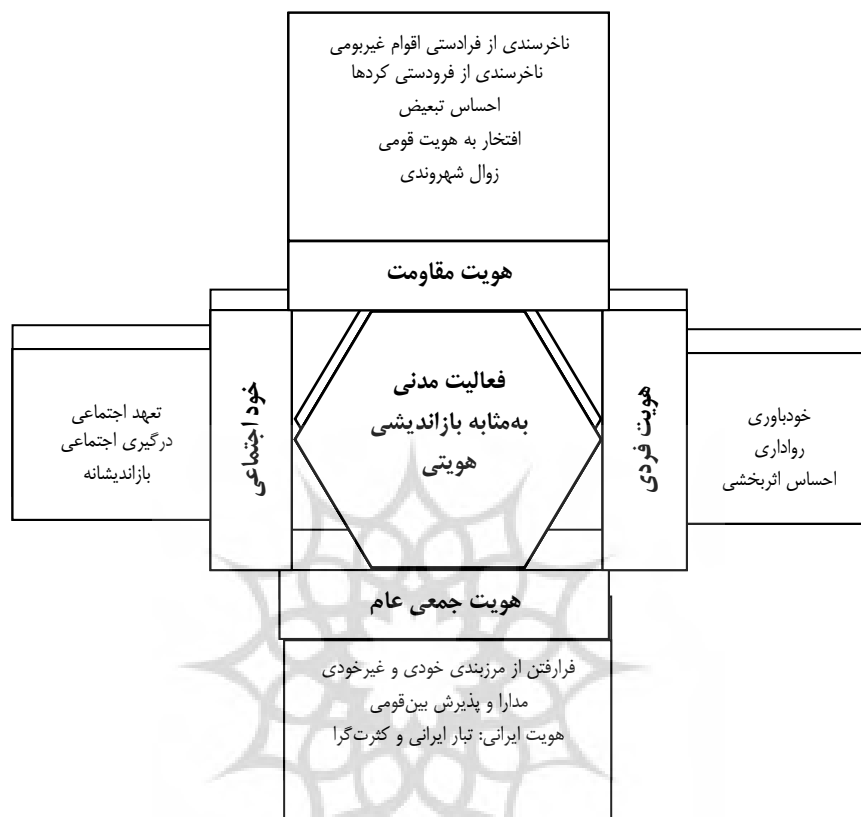 ناخرسندی از فرادستی اقوام غیربومی
ناخرسندی از فرودستی کردها
احساس تبعیض
افتخار به هویت قومی
زوال شهروندی
هویت مقاومت
هویت فردی
خودباوری
رواداری
احساس اثربخشی
فعالیت مدنی
به‌مثابه بازاندیشی
هویتی
خود اجتماعی
تعهد اجتماعی
درگیری اجتماعی
بازاندیشانه
هویت جمعی عام
فرارفتن از مرزبندی خودی و غیرخودی
مدارا و پذیرش بین‌قومی
هویت ایرانی: تبار ایرانی و کثرت‌گرا